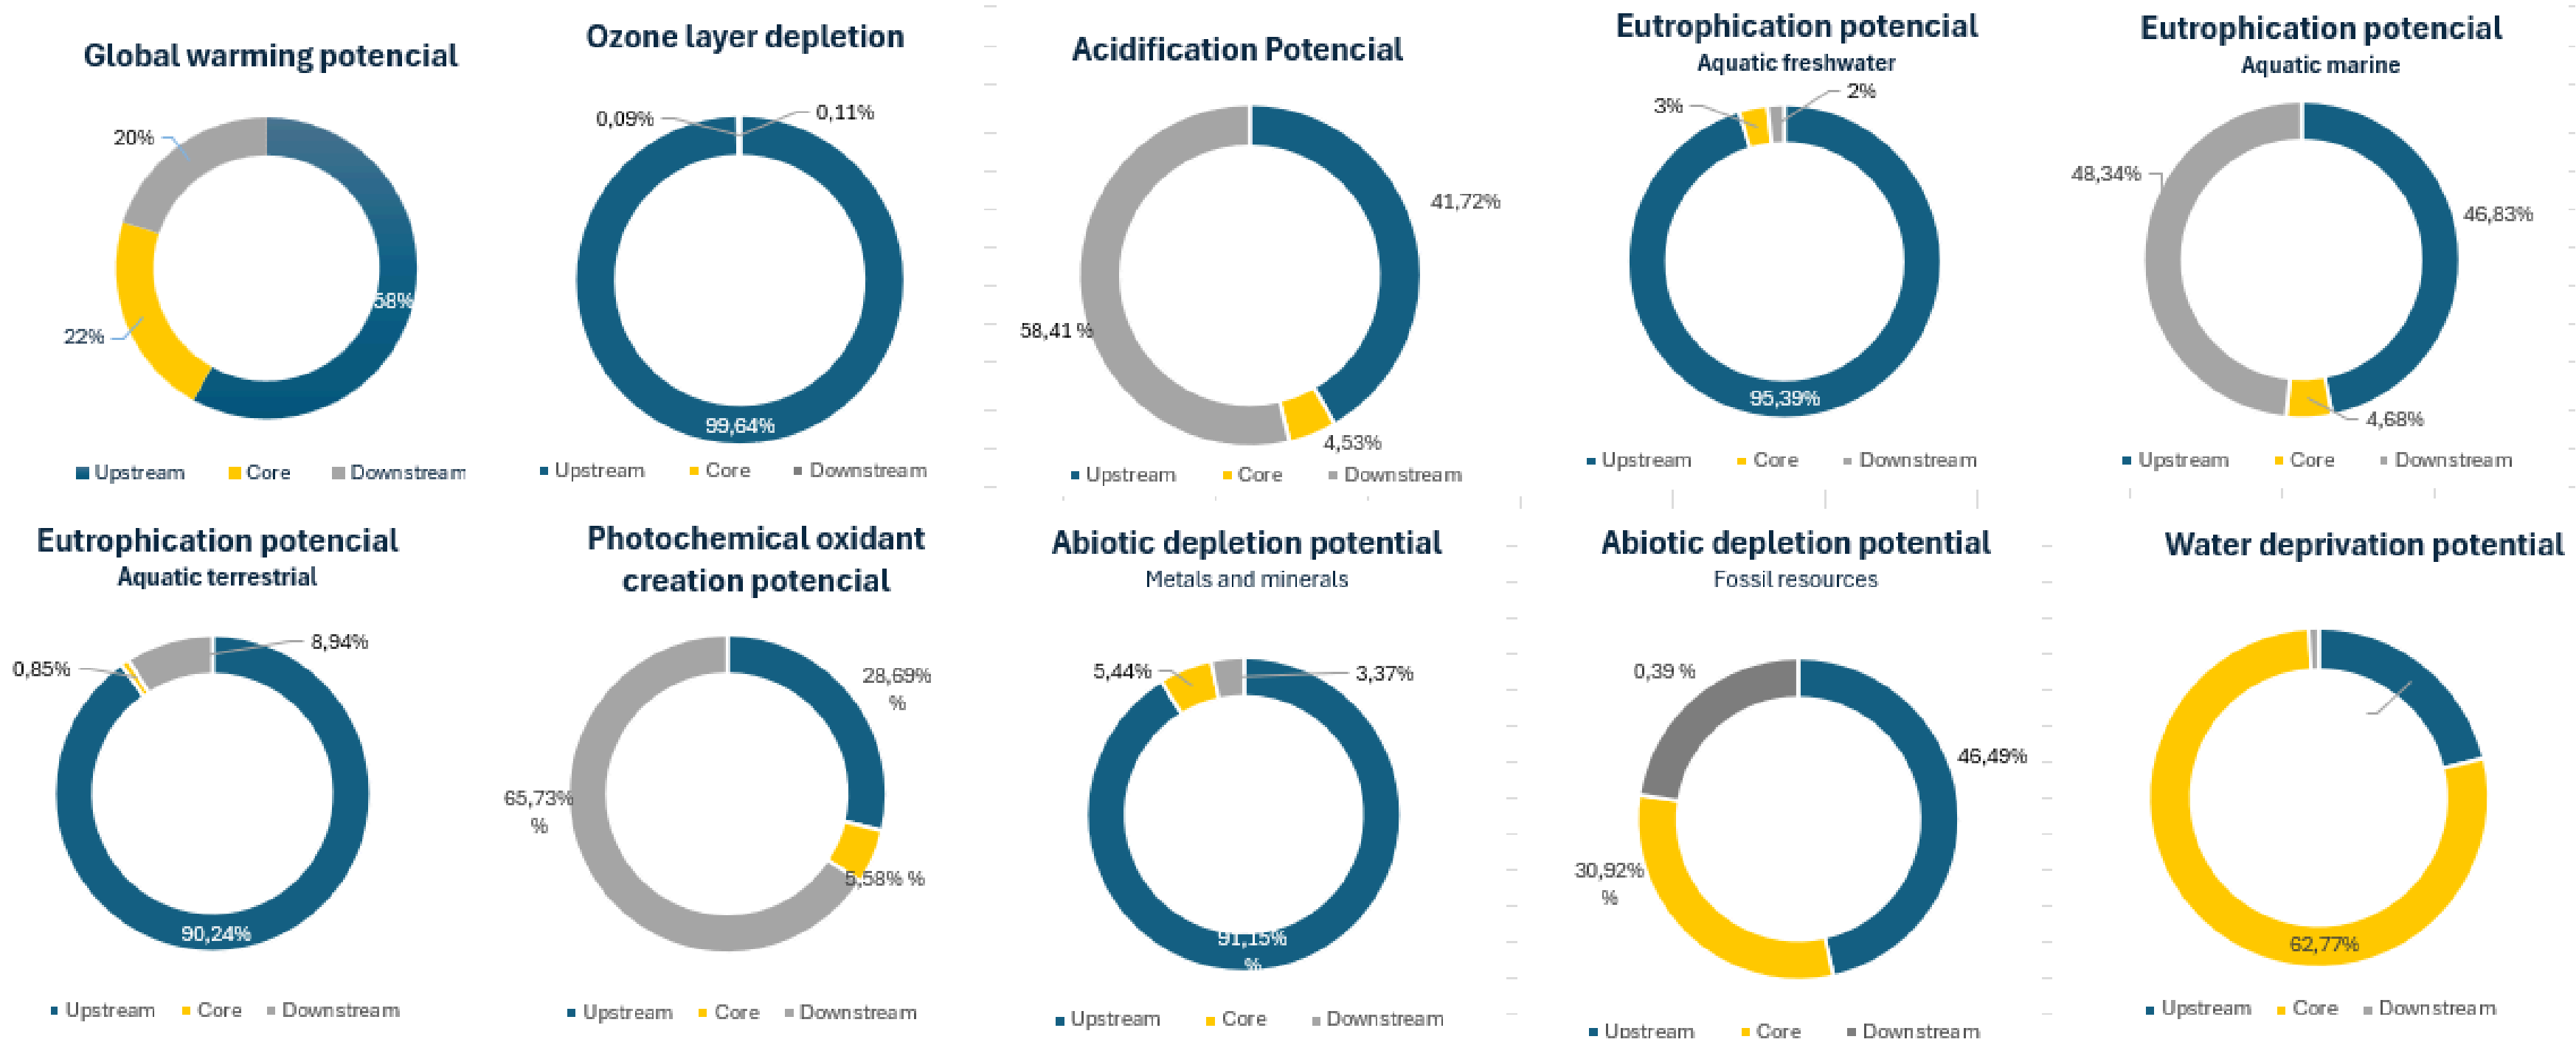 Global warming potencial
20%
58%
22%
Upstream Core Downstream
Ozone layer depletion
0,09%
0,11%
99,64%
Upstream Core Downstream
Acidification Potencial
41,72%
58,41 %
4,53%
Upstream Core Downstream
Eutrophication potencial
Aquatic freshwater
3%
2%
95,39%
Upstream Core Downstream
Eutrophication potencial
Aquatic marine
48,34%
46,83%
4,68%
Upstream Core Downstream
Eutrophication potencial
Aquatic terrestrial
8,94%
0,85%
90,24%
Upstream Core Downstream
Photochemical oxidant
creation potencial
28,69%
%
65,73%
%
5,58% %
Upstream Core Downstream
Abiotic depletion potential
Metals and minerals
5,44%
3,37%
91,15%
%
Upstream Core Downstream
Abiotic depletion potential
Fossil resources
0,39 %
46,49%
30,92%
%
Upstream Core Downstream
Water deprivation potential
62,77%
Upstream Core Downstream